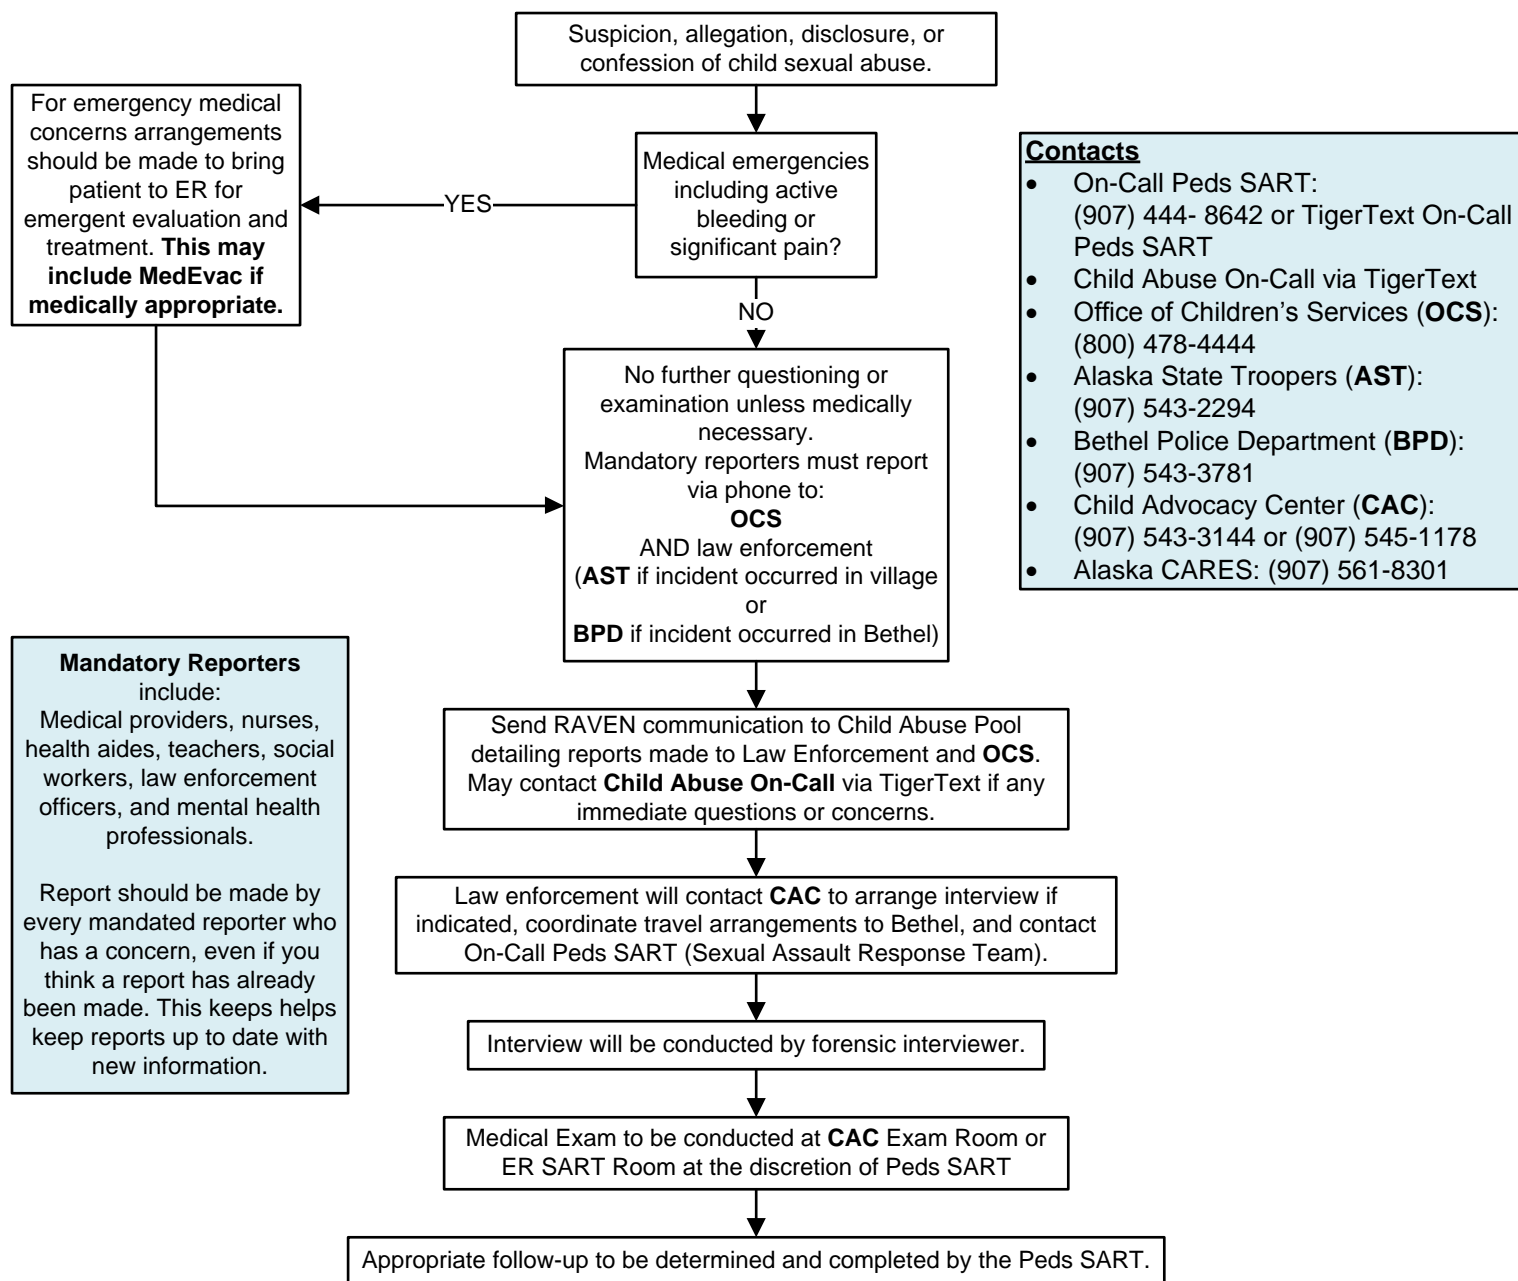 Suspicion, allegation, disclosure, or
confession of child sexual abuse.
For emergency medical
concerns arrangements
should be made to bring
patient to ER for
emergent evaluation and
treatment. This may
include MedEvac if
medically appropriate.
YES
Medical emergencies
including active
bleeding or
significant pain?
NO
Contacts
• On-Call Peds SART:
(907) 444- 8642 or TigerText On-Call
Peds SART
• Child Abuse On-Call via TigerText
• Office of Children's Services (OCS):
(800) 478-4444
• Alaska State Troopers (AST):
(907) 543-2294
• Bethel Police Department (BPD):
(907) 543-3781
• Child Advocacy Center (CAC):
(907) 543-3144 or (907) 545-1178
• Alaska CARES: (907) 561-8301
No further questioning or
examination unless medically
necessary.
Mandatory reporters must report
via phone to:
OCS
AND law enforcement
(AST if incident occurred in village
or
BPD if incident occurred in Bethel)
Mandatory Reporters
include:
Medical providers, nurses,
health aides, teachers, social
workers, law enforcement
officers, and mental health
professionals.
Report should be made by
every mandated reporter who
has a concern, even if you
think a report has already
been made. This keeps helps
keep reports up to date with
new information.
Send RAVEN communication to Child Abuse Pool
detailing reports made to Law Enforcement and OCS.
May contact Child Abuse On-Call via TigerText if any
immediate questions or concerns.
Law enforcement will contact CAC to arrange interview if
indicated, coordinate travel arrangements to Bethel, and contact
On-Call Peds SART (Sexual Assault Response Team).
Interview will be conducted by forensic interviewer.
Medical Exam to be conducted at CAC Exam Room or
ER SART Room at the discretion of Peds SART
Appropriate follow-up to be determined and completed by the Peds SART.